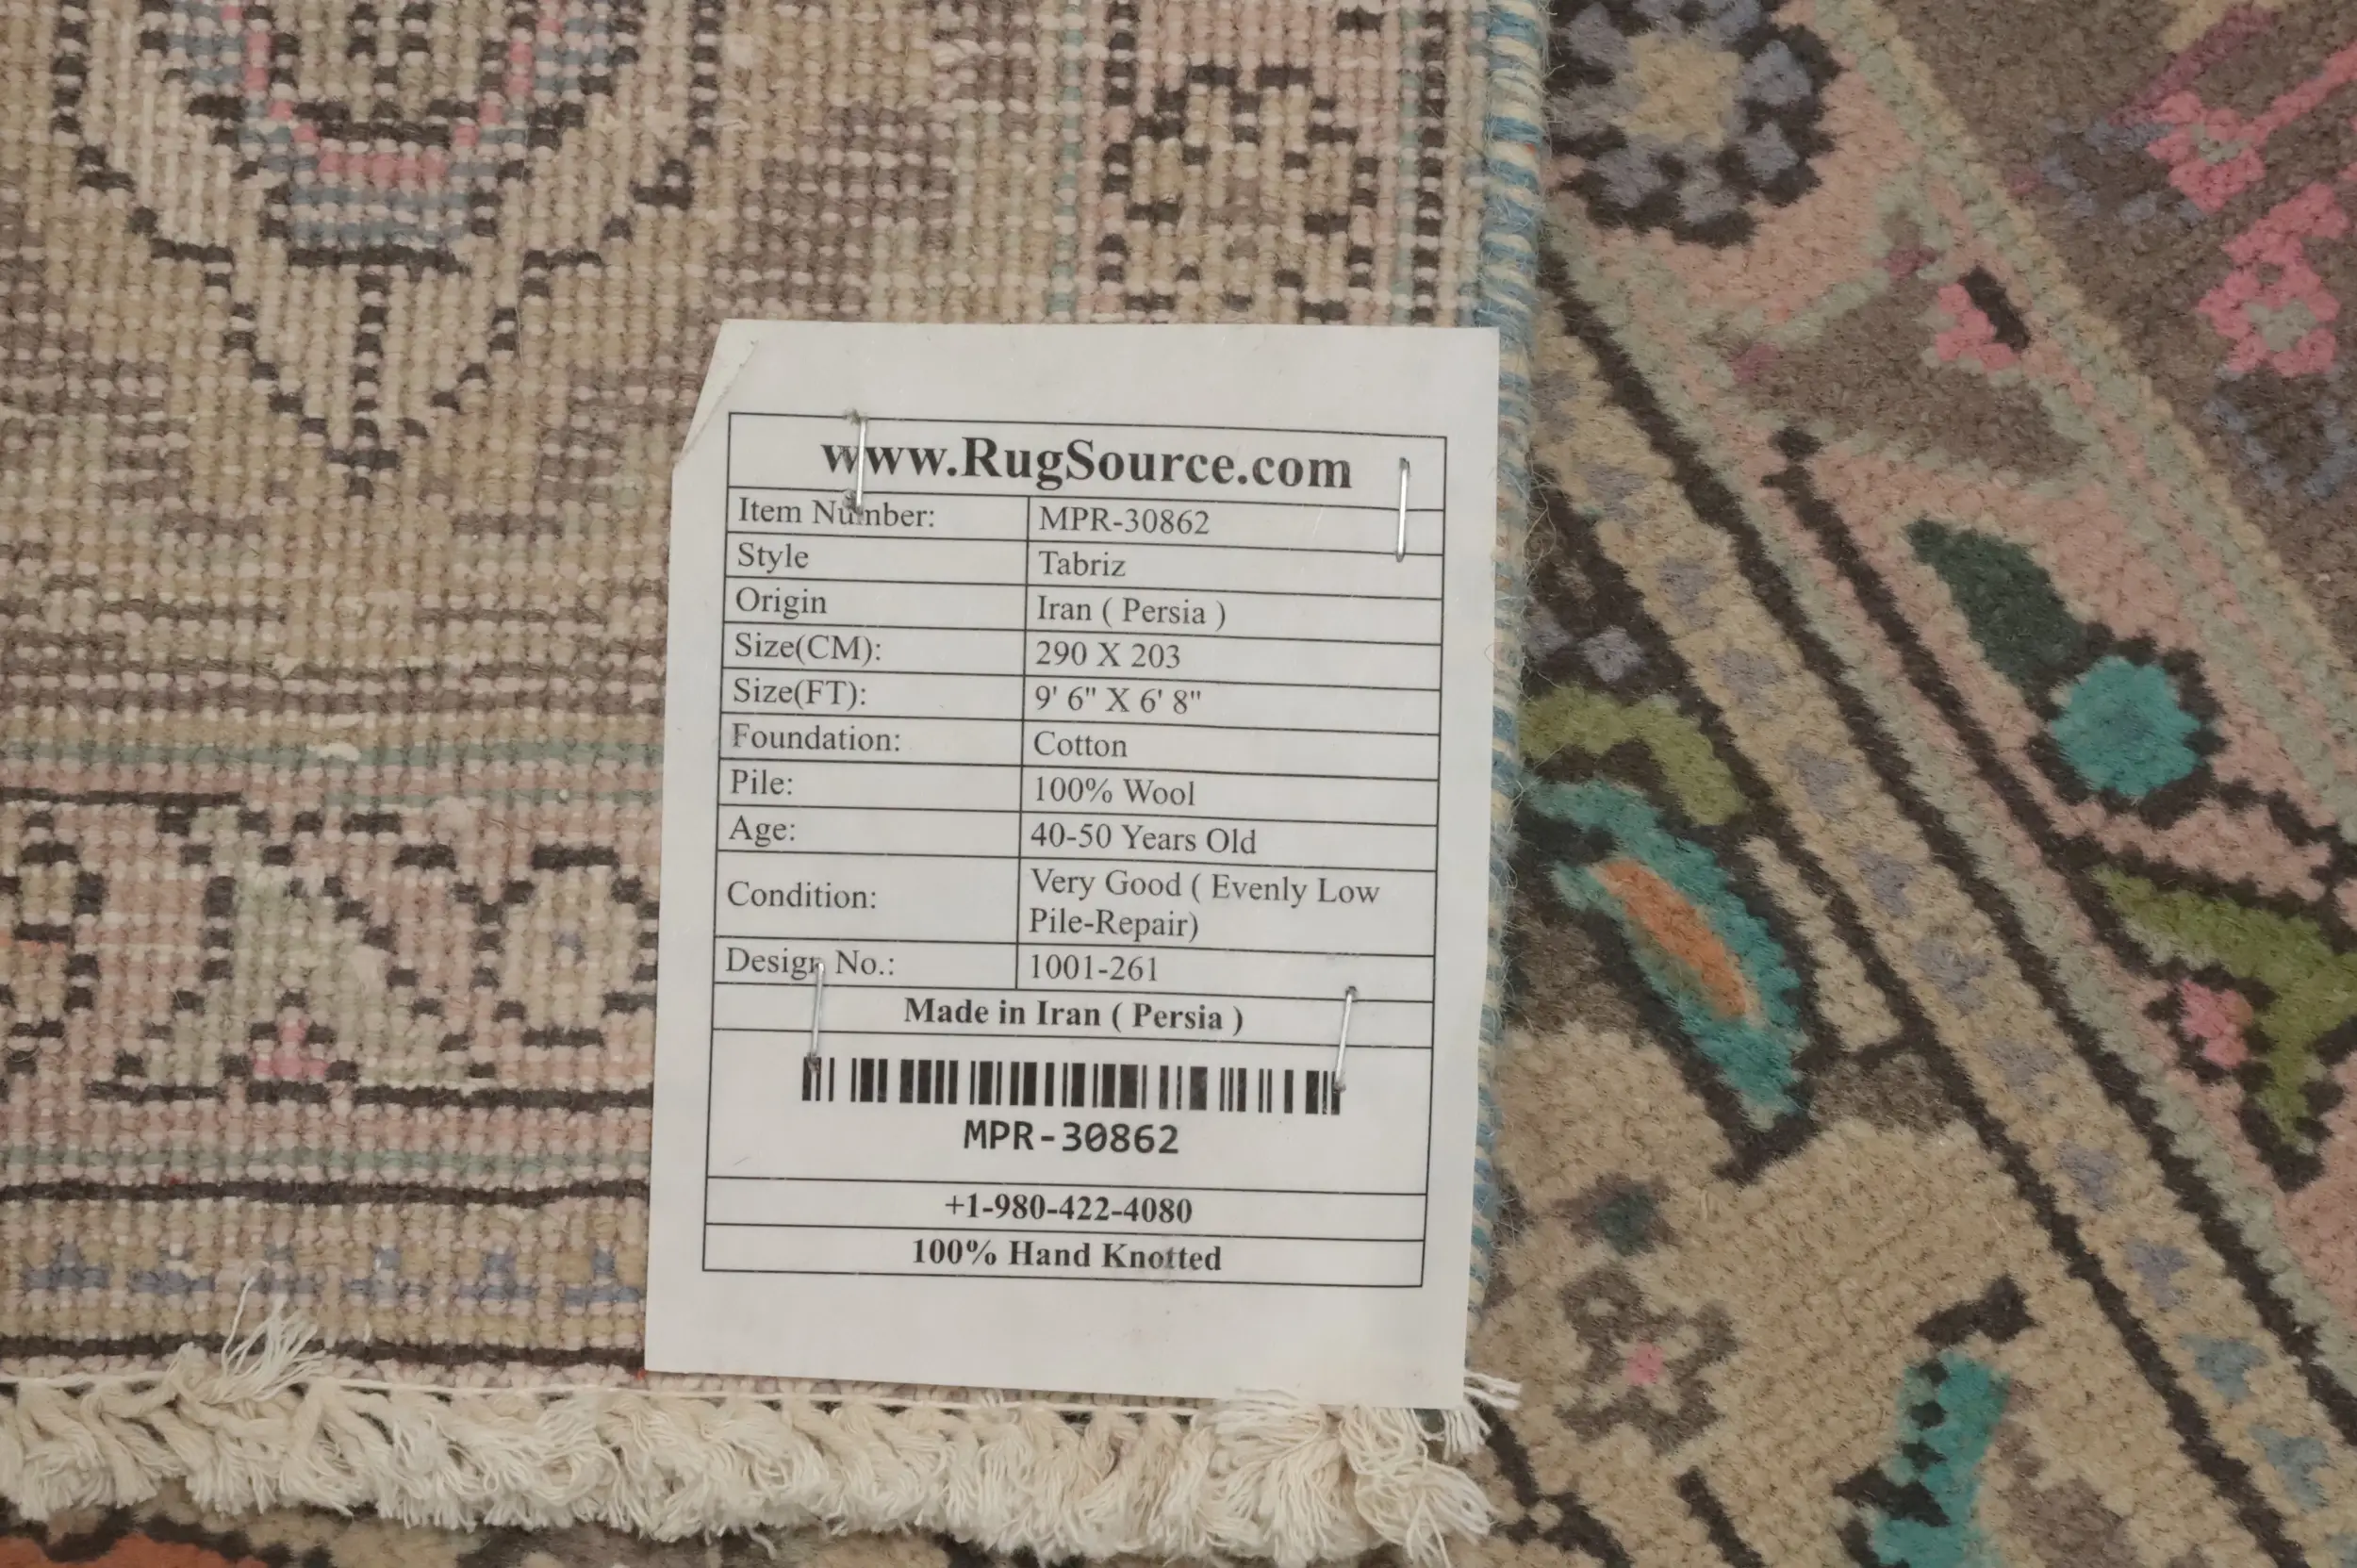 www.RugSource.com
Item Number: MPR-30862
Style Tabriz
Origin Iran ( Persia )
Size(CM): 290 X 203
Size(FT): 9' 6" X 6' 8"
Foundation: Cotton
Pile: 100% Wool
Age: 40-50 Years Old
Condition: Very Good ( Evenly Low
Pile-Repair)
Design No.: 1001-261
Made in Iran ( Persia )
MPR-30862
+1-980-422-4080
100% Hand Knotted